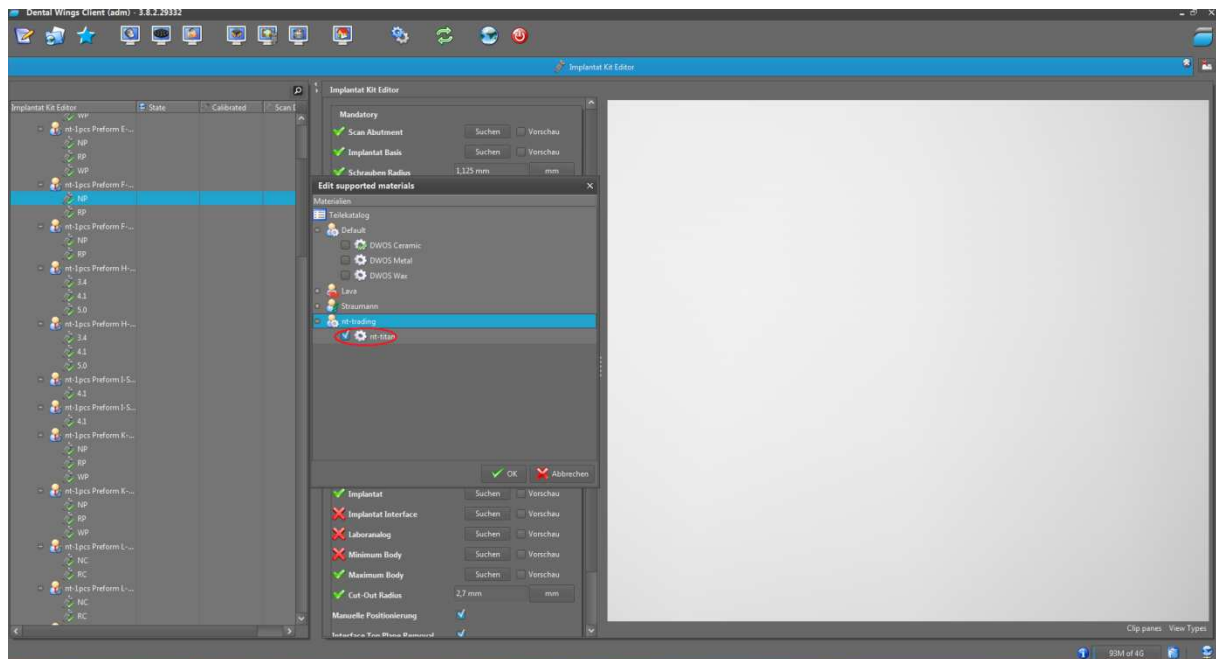 Dental Wings Client (adm) - 3.8.2.29332
Implantat Kit Editor
Implantat Kit Editor
State
Calibrated
WP
nt-1pcs Preform E-...
NP
RP
WP
nt-1pcs Preform F-...
NP
RP
nt-1pcs Preform F-...
NP
RP
nt-1pcs Preform H-...
3.4
4.1
5.0
nt-1pcs Preform H-...
3.4
4.1
5.0
nt-1pcs Preform I-S...
4.1
nt-1pcs Preform I-S...
4.1
nt-1pcs Preform K-...
NP
RP
WP
nt-1pcs Preform K-...
NP
RP
WP
nt-1pcs Preform L-...
NC
RC
nt-1pcs Preform L-...
NC
RC
Implantat Kit Editor
Mandatory
Scan Abutment Suchen Vorschau
Implantat Basis Suchen Vorschau
Schrauben Radius 1,125 mm mm
Edit supported materials
Materialien
Teilekatalog
Default
DWOS Ceramic
DWOS Metal
DWOS Wax
Lava
Straumann
nt-trading
nt-titan
OK Abbrechen
Implantat Suchen Vorschau
Implantat Interface Suchen Vorschau
Laboranalog Suchen Vorschau
Minimum Body Suchen Vorschau
Maximum Body Suchen Vorschau
Cut-Out Radius 2,7 mm mm
Manuelle Positionierung
Interface Top Plane Removal
Clip panes View Types
93M of 4G